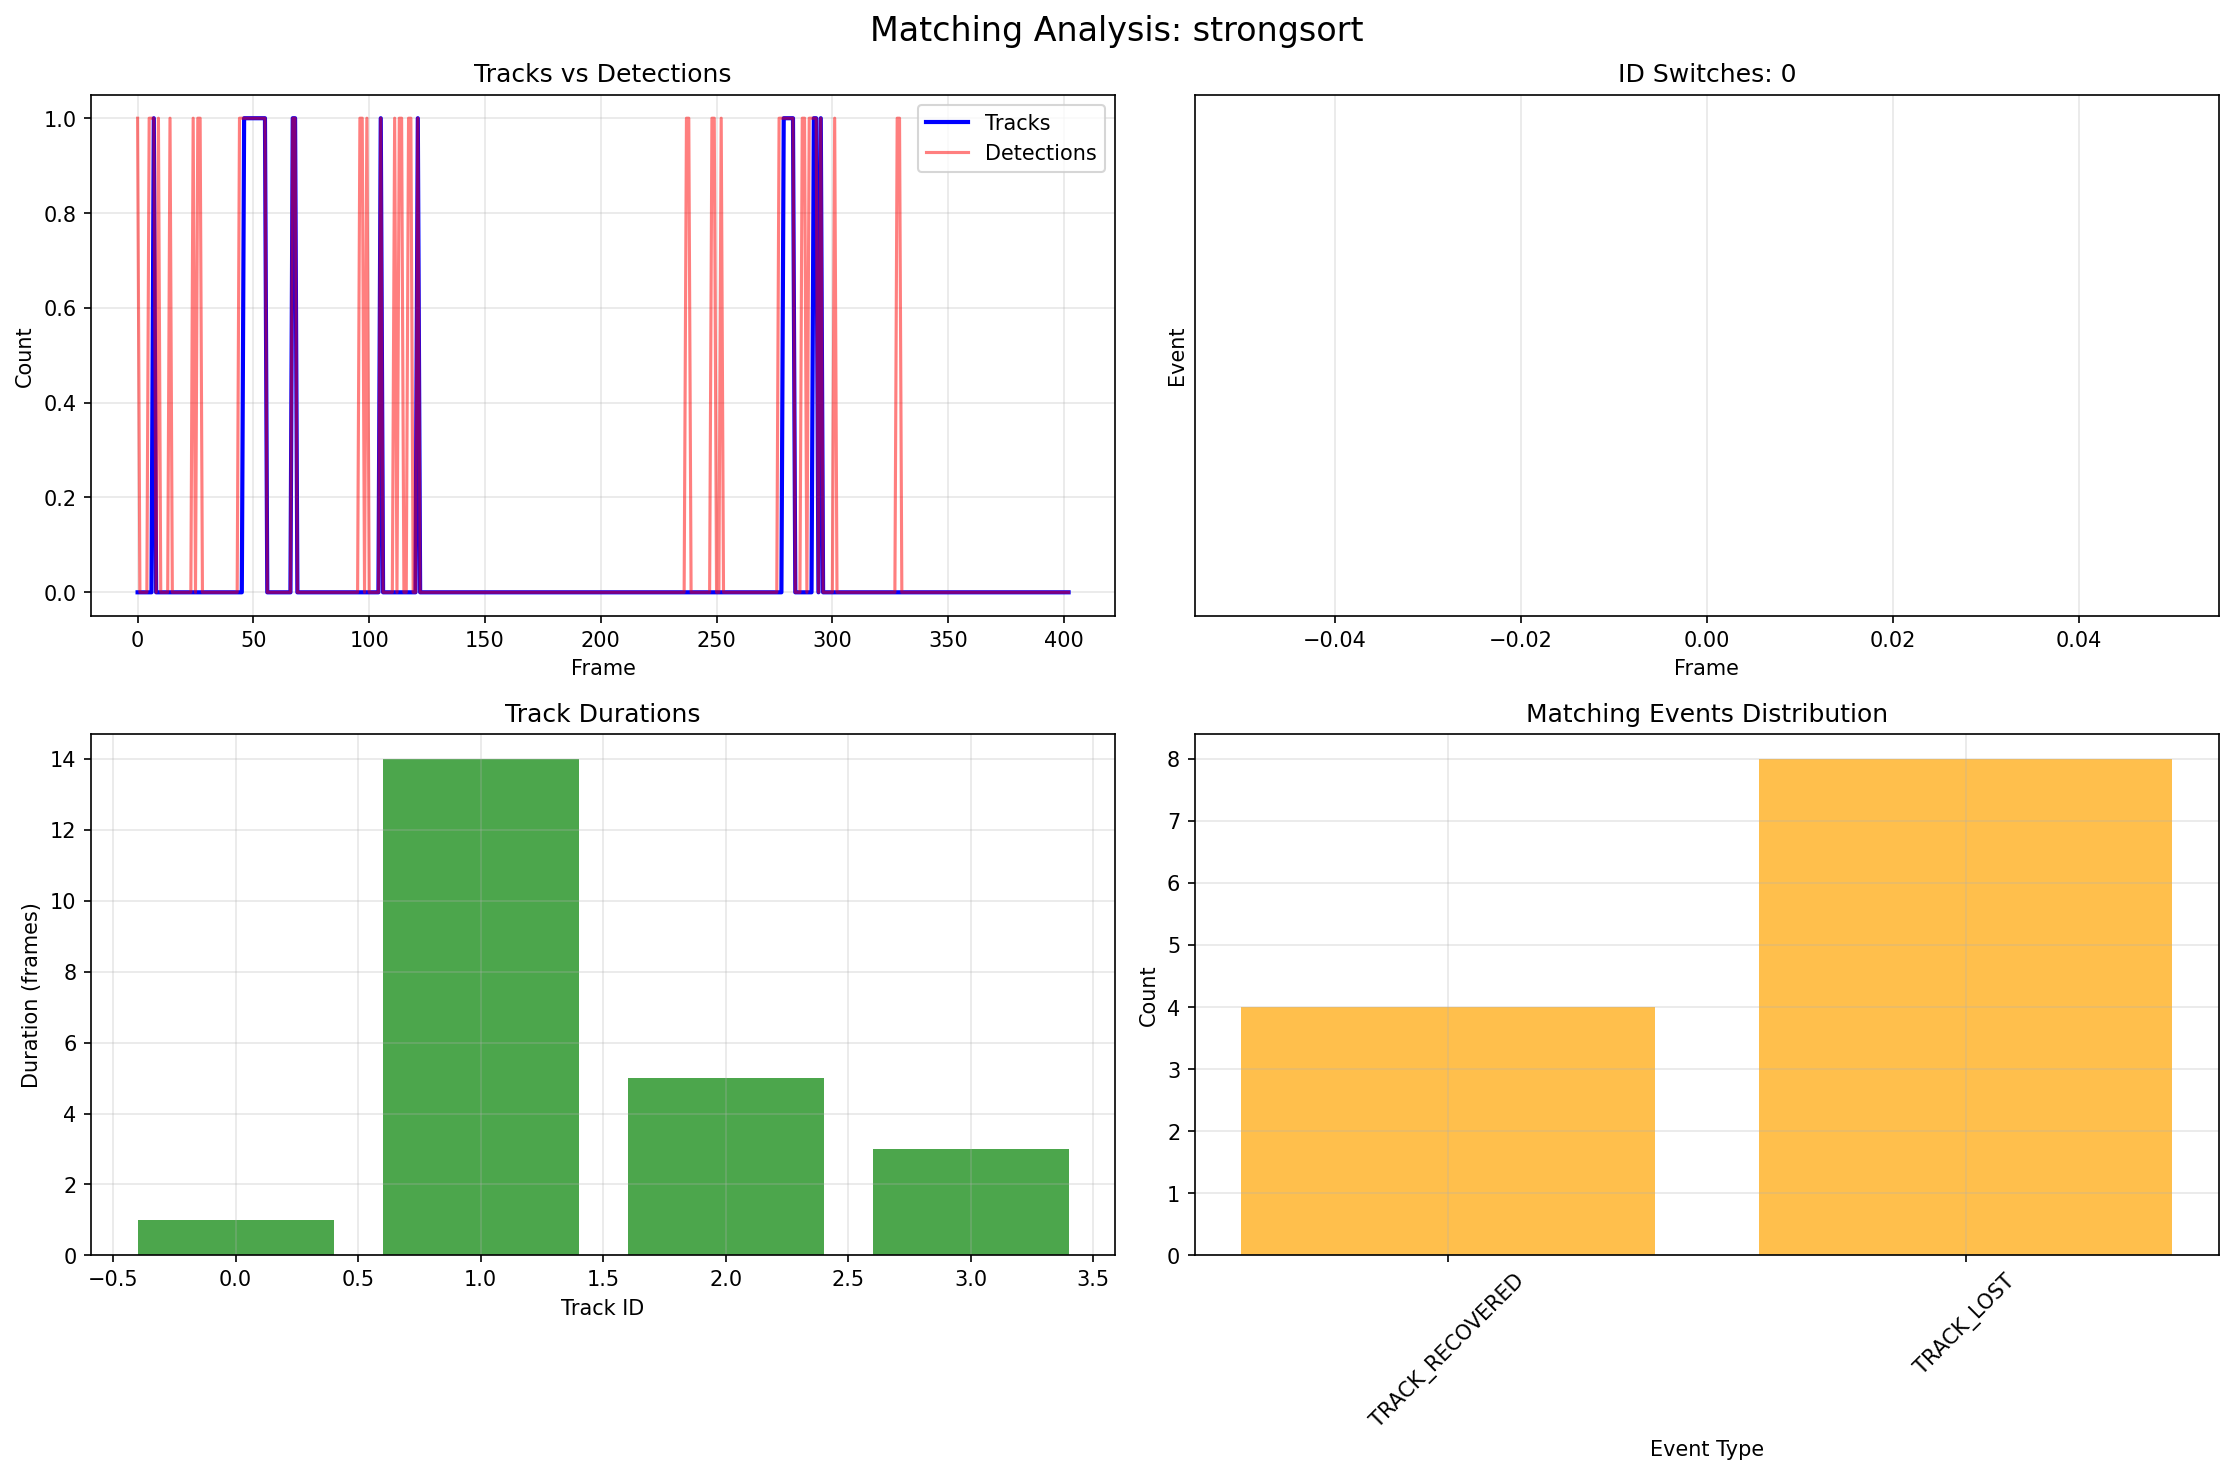 Matching Analysis: strongsort
Tracks vs Detections
1.0
0.8
0.6
0.4
0.2
0.0
Count
Tracks
Detections
0 50 100 150 200 250 300 350 400
Frame
ID Switches: 0
Event
−0.04 −0.02 0.00 0.02 0.04
Frame
Track Durations
14
12
10
8
6
4
2
0
Duration (frames)
−0.5 0.0 0.5 1.0 1.5 2.0 2.5 3.0 3.5
Track ID
Matching Events Distribution
8
7
6
5
4
3
2
1
0
Count
TRACK_RECOVERED
TRACK_LOST
Event Type